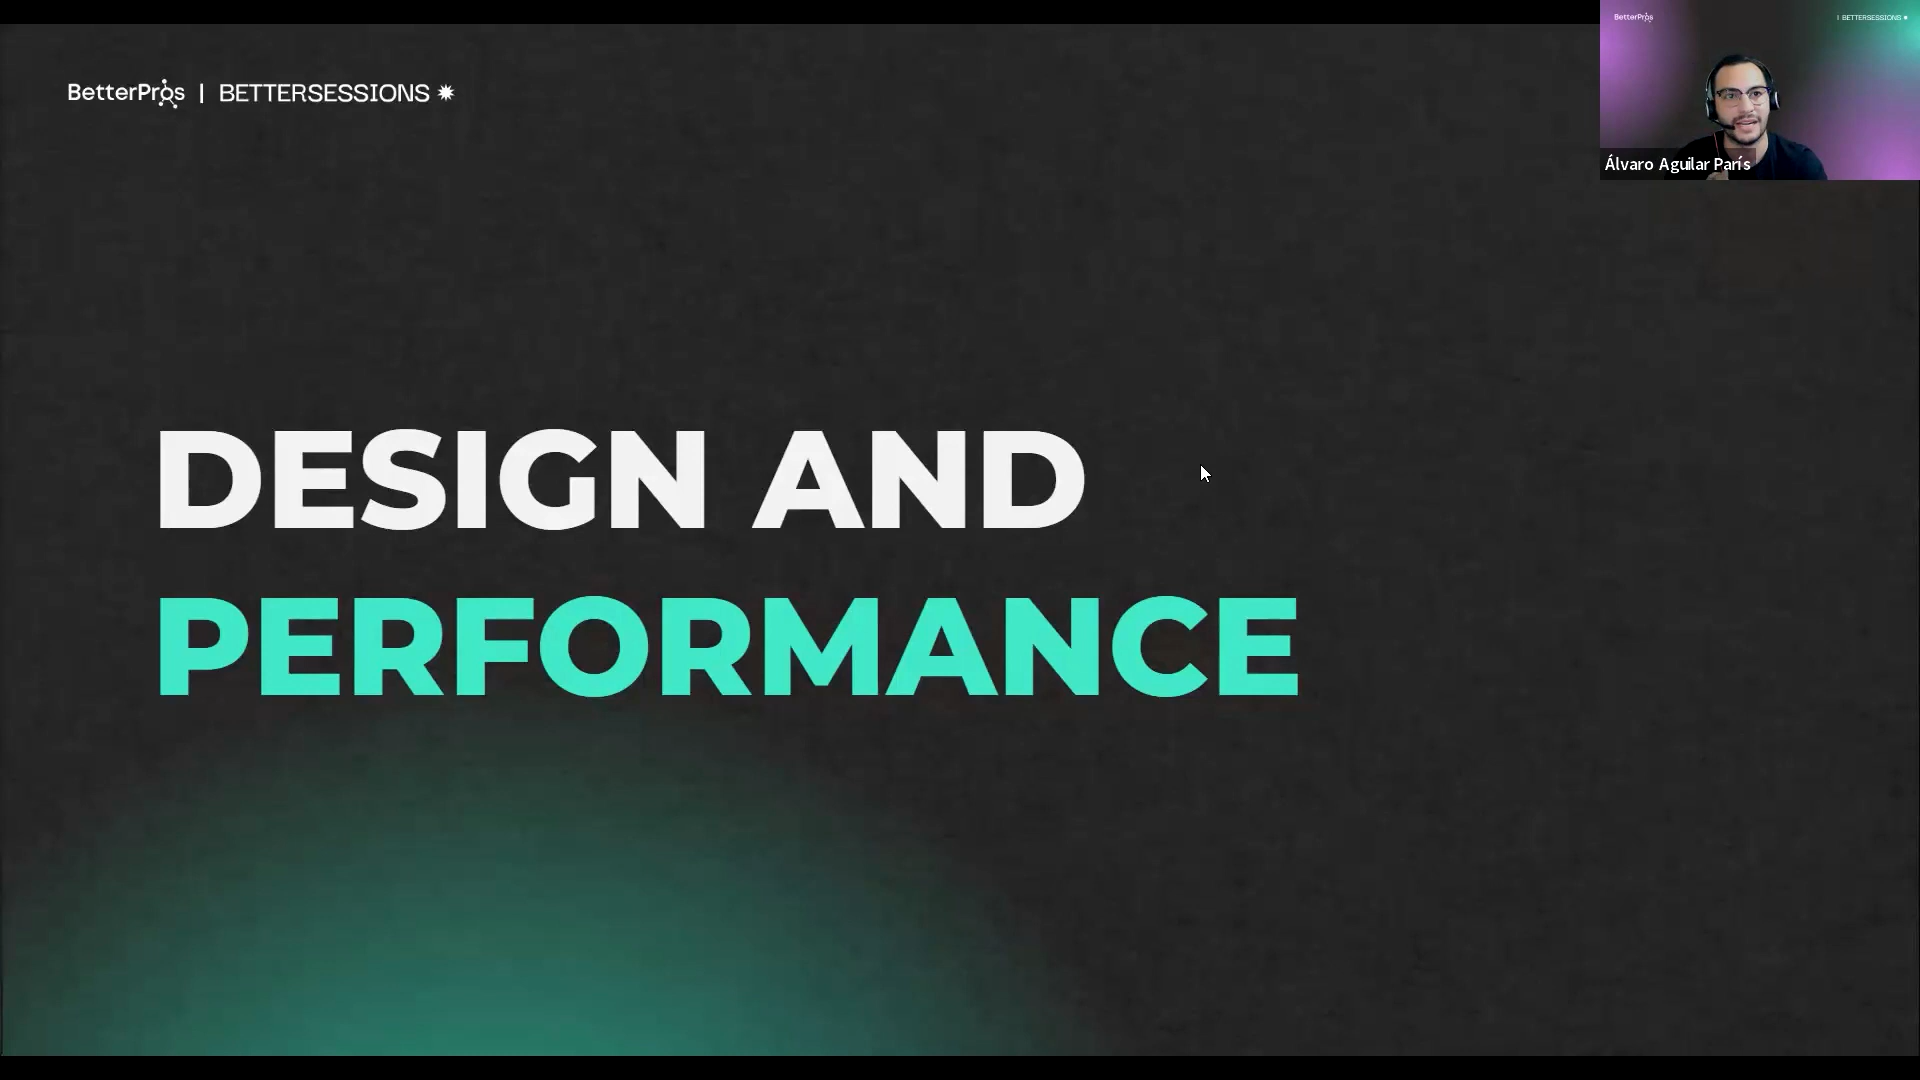 BetterPros | BETTERSESSIONS
BetterPros
| BETTERSESSIONS
Álvaro Aguilar París
DESIGN AND
PERFORMANCE